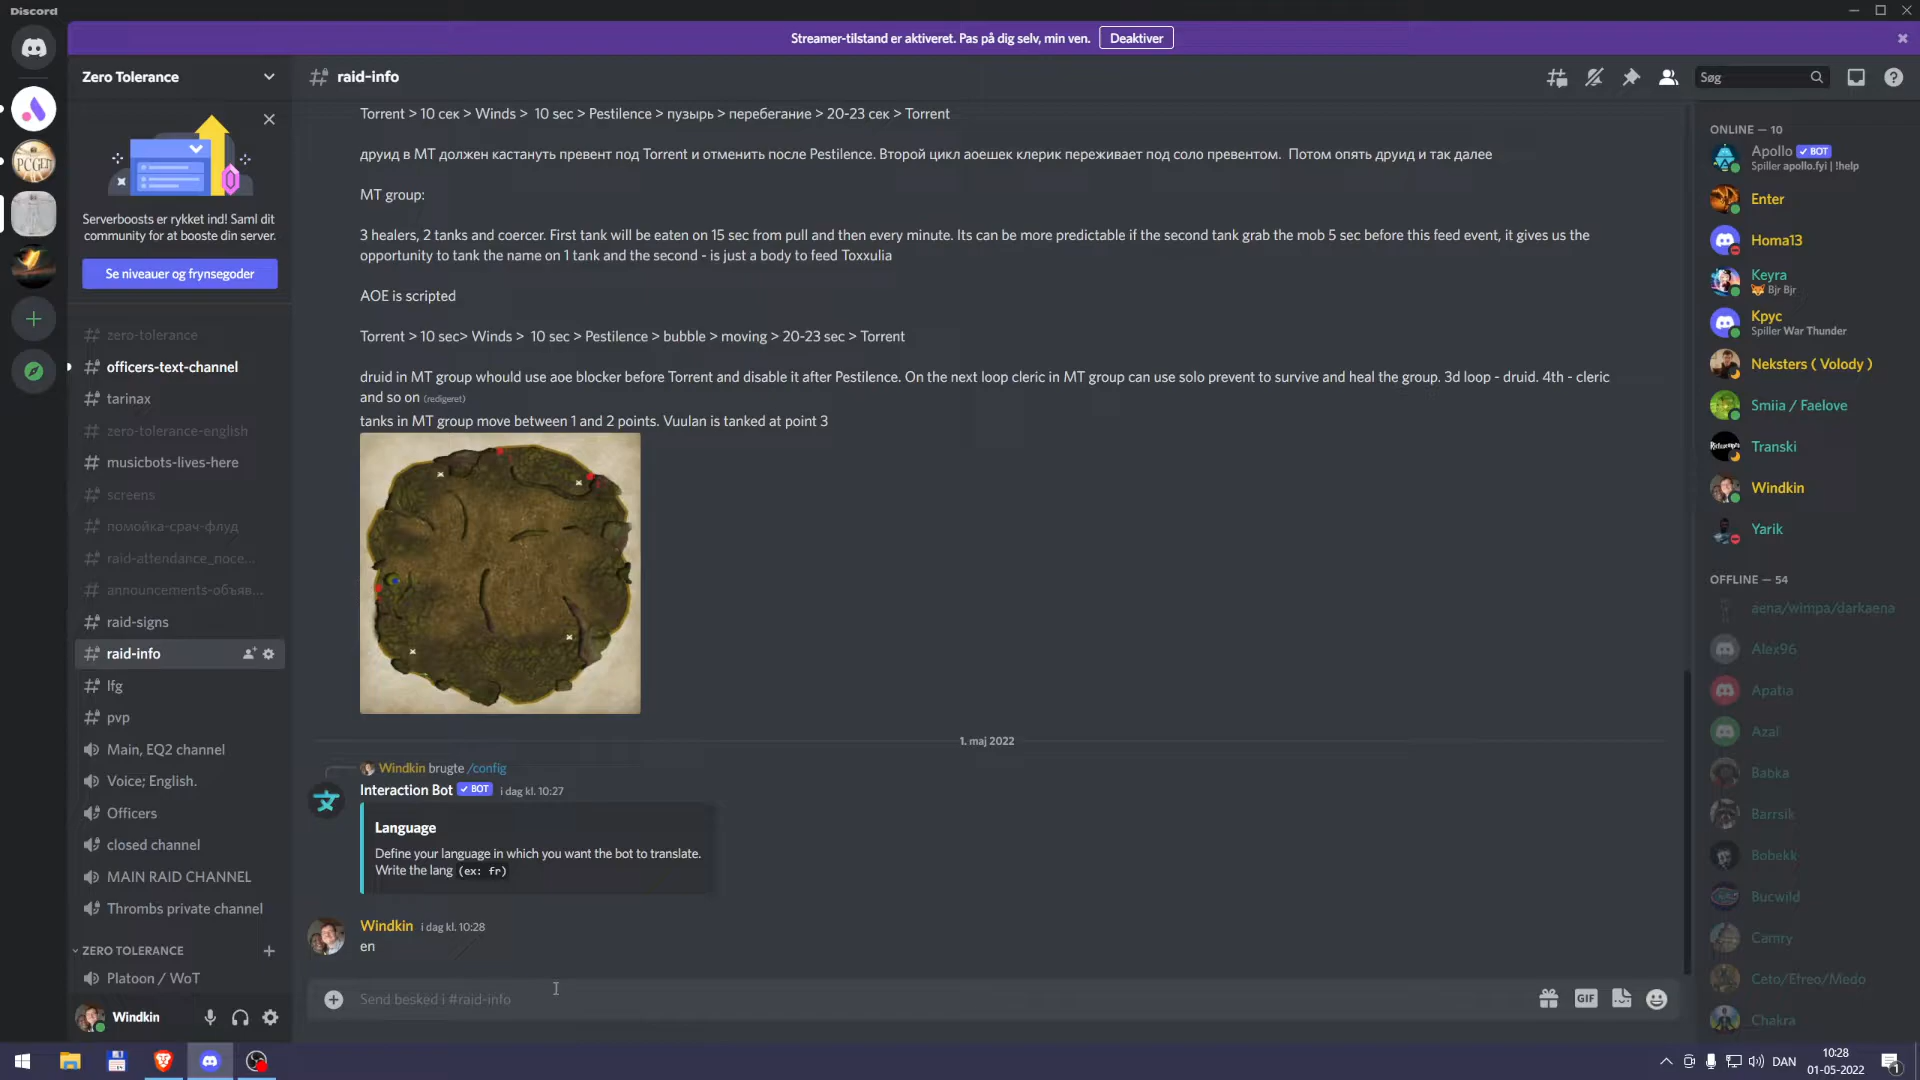 Discord
Streamer-tilstand er aktiveret. Pas på dig selv, min ven.
Deaktiver
Zero Tolerance
raid-info
Søg
Serverboosts er rykket ind! Saml dit
community for at booste din server.
Se niveauer og frynsegoder
zero-tolerance
officers-text-channel
tarinax
zero-tolerance-english
musicbots-lives-here
screens
помойка-срач-флуд
raid-attendance_посе...
announcements-объяв...
raid-signs
raid-info
lfg
pvp
Main, EQ2 channel
Voice; English.
Officers
closed channel
MAIN RAID CHANNEL
Thrombs private channel
ZERO TOLERANCE
Platoon / WoT
Windkin
Torrent > 10 сек > Winds > 10 sec > Pestilence > пузырь > перебегание > 20-23 сек > Torrent
друид в МТ должен кастануть превент под Torrent и отменить после Pestilence. Второй цикл аоешек клерик переживает под соло превентом. Потом опять друид и так далее
MT group:
3 healers, 2 tanks and coercer. First tank will be eaten on 15 sec from pull and then every minute. Its can be more predictable if the second tank grab the mob 5 sec before this feed event, it gives us the
opportunity to tank the name on 1 tank and the second - is just a body to feed Toxxulia
AOE is scripted
Torrent > 10 sec> Winds > 10 sec > Pestilence > bubble > moving > 20-23 sec > Torrent
druid in MT group whould use aoe blocker before Torrent and disable it after Pestilence. On the next loop cleric in MT group can use solo prevent to survive and heal the group. 3d loop - druid. 4th - cleric
and so on (redigeret)
tanks in MT group move between 1 and 2 points. Vuulan is tanked at point 3
1. maj 2022
Windkin brugte /config
Interaction Bot BOT i dag kl. 10:27
Language
Define your language in which you want the bot to translate.
Write the lang (ex: fr)
Windkin i dag kl. 10:28
en
Send besked i #raid-info
GIF
ONLINE — 10
Apollo BOT
Spiller apollo.fyi | !help
Enter
Homa13
Keyra
Bjr Bjr
Крус
Spiller War Thunder
Neksters ( Volody )
Smiia / Faelove
Transki
Windkin
Yarik
OFFLINE — 54
aena/wimpa/darkaena
Alex96
Apatia
Azal
Babka
Barrsik
Bobekk
Bucwild
Camry
Ceto/Efreo/Medo
Chakra
DAN
10:28
01-05-2022
1